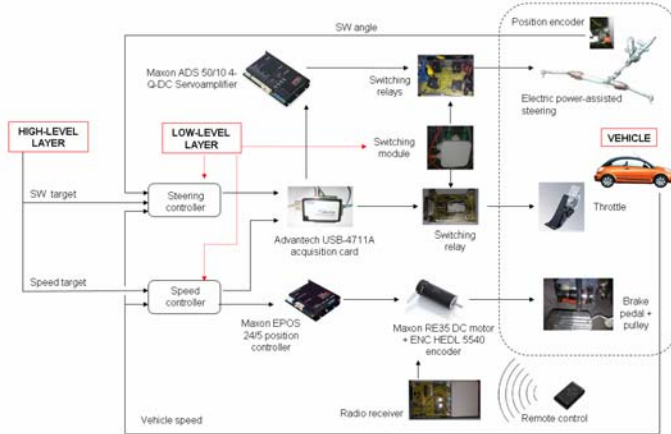 SW angle
Position encoder
Maxon ADS 50/10 4-
Q-DC Servoamplifier
Switching
relays
Electric power-assisted
steering
HIGH-LEVEL
LAYER
LOW-LEVEL
LAYER
Switching
module
VEHICLE
SW target
Steering
controller
Advantech USB-4711A
acquisition card
Switching
relay
Throttle
Speed target
Speed
controller
Maxon EPOS
24/5 position
controller
Maxon RE35 DC motor
+ ENC HEDL 5540
encoder
Brake
pedal +
pulley
Vehicle speed
Radio receiver
Remote control